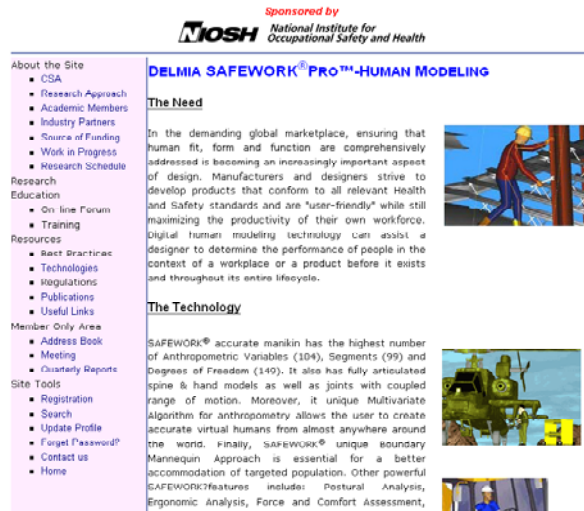 Sponsored by
NIOSH National Institute for
Occupational Safety and Health
About the Site
CSA
Research Approach
Academic Members
Industry Partners
Source of Funding
Work in Progress
Research Schedule
Research
Education
On line Forum
Training
Resources
Best Practices
Technologies
Regulations
Publications
Useful Links
Member Only Area
Address Book
Meeting
Quarterly Reports
Site Tools
Registration
Search
Update Profile
Forget Password?
Contact us
Home
DELMIA SAFEWORK®PRO™-HUMAN MODELING
The Need
In the demanding global marketplace, ensuring that
human fit, form and function are comprehensively
addressed is becoming an increasingly important aspect
of design. Manufacturers and designers strive to
develop products that conform to all relevant Health
and Safety standards and are "user-friendly" while still
maximizing the productivity of their own workforce.
Digital human modeling technology can assist a
designer to determine the performance of people in the
context of a workplace or a product before it exists
and throughout its entire lifecycle.
The Technology
SAFEWORK® accurate manikin has the highest number
of Anthropometric Variables (104), Segments (99) and
Degrees of Freedom (149). It also has fully articulated
spine & hand models as well as joints with coupled
range of motion. Moreover, it unique Multivariate
Algorithm for anthropometry allows the user to create
accurate virtual humans from almost anywhere around
the world. Finally, SAFEWORK® unique Boundary
Mannequin Approach is essential for a better
accommodation of targeted population. Other powerful
SAFEWORK?features include: Postural Analysis,
Ergonomic Analysis, Force and Comfort Assessment,